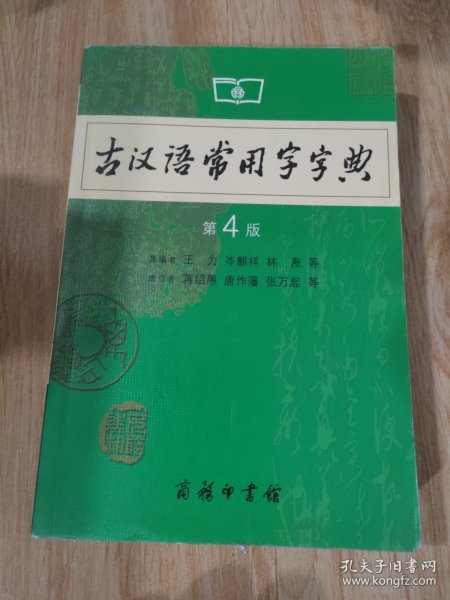 古汉语常用字字典
第4版
原编者 王力 岑麒祥 林焘 等
修订者 蒋绍愚 唐作藩 张万起 等
商务印书馆
孔夫子旧书网
www.kongfz.com